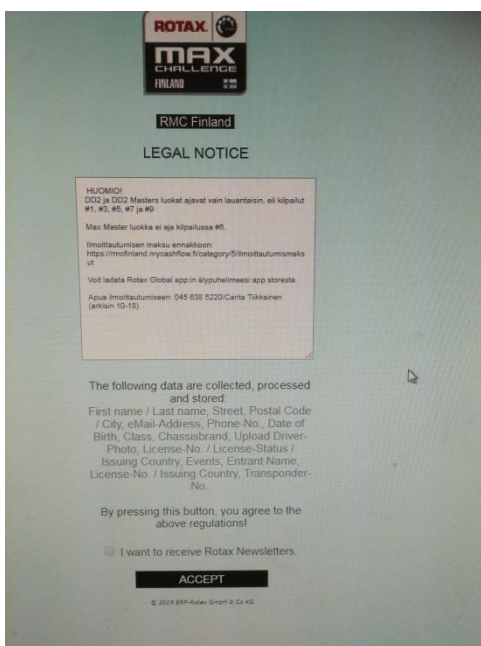 ROTAX
MAX
CHALLENGE
FINLAND
RMC Finland
LEGAL NOTICE
HUOMIO!
DD2 ja DD2 Masters luokat ajavat vain lauantaisin, eli kilpailut
#1, #3, #5, #7 ja #9
Max Master luokka ei aja kilpailussa #5.
Ilmoittautumisen maksu ennakkoon:
https://rmcfinland.mycashflow.fi/category/5/ilmoittautumismaks
ut
Voit ladata Rotax Global app:in älypuhelimeesi app storesta.
Apua ilmoittautumiseen: 045 638 5220/Carita Tiikkainen
(arkisin 10-18)
The following data are collected, processed
and stored:
First name / Last name, Street, Postal Code
/ City, eMail-Address, Phone-No., Date of
Birth, Class, Chassisbrand, Upload Driver-
Photo, License-No. / License-Status /
Issuing Country, Events, Entrant Name,
License-No. / Issuing Country, Transponder-
No..
By pressing this button, you agree to the
above regulations!
I want to receive Rotax Newsletters.
ACCEPT
© 2019 BRP-Rotax GmbH & Co KG